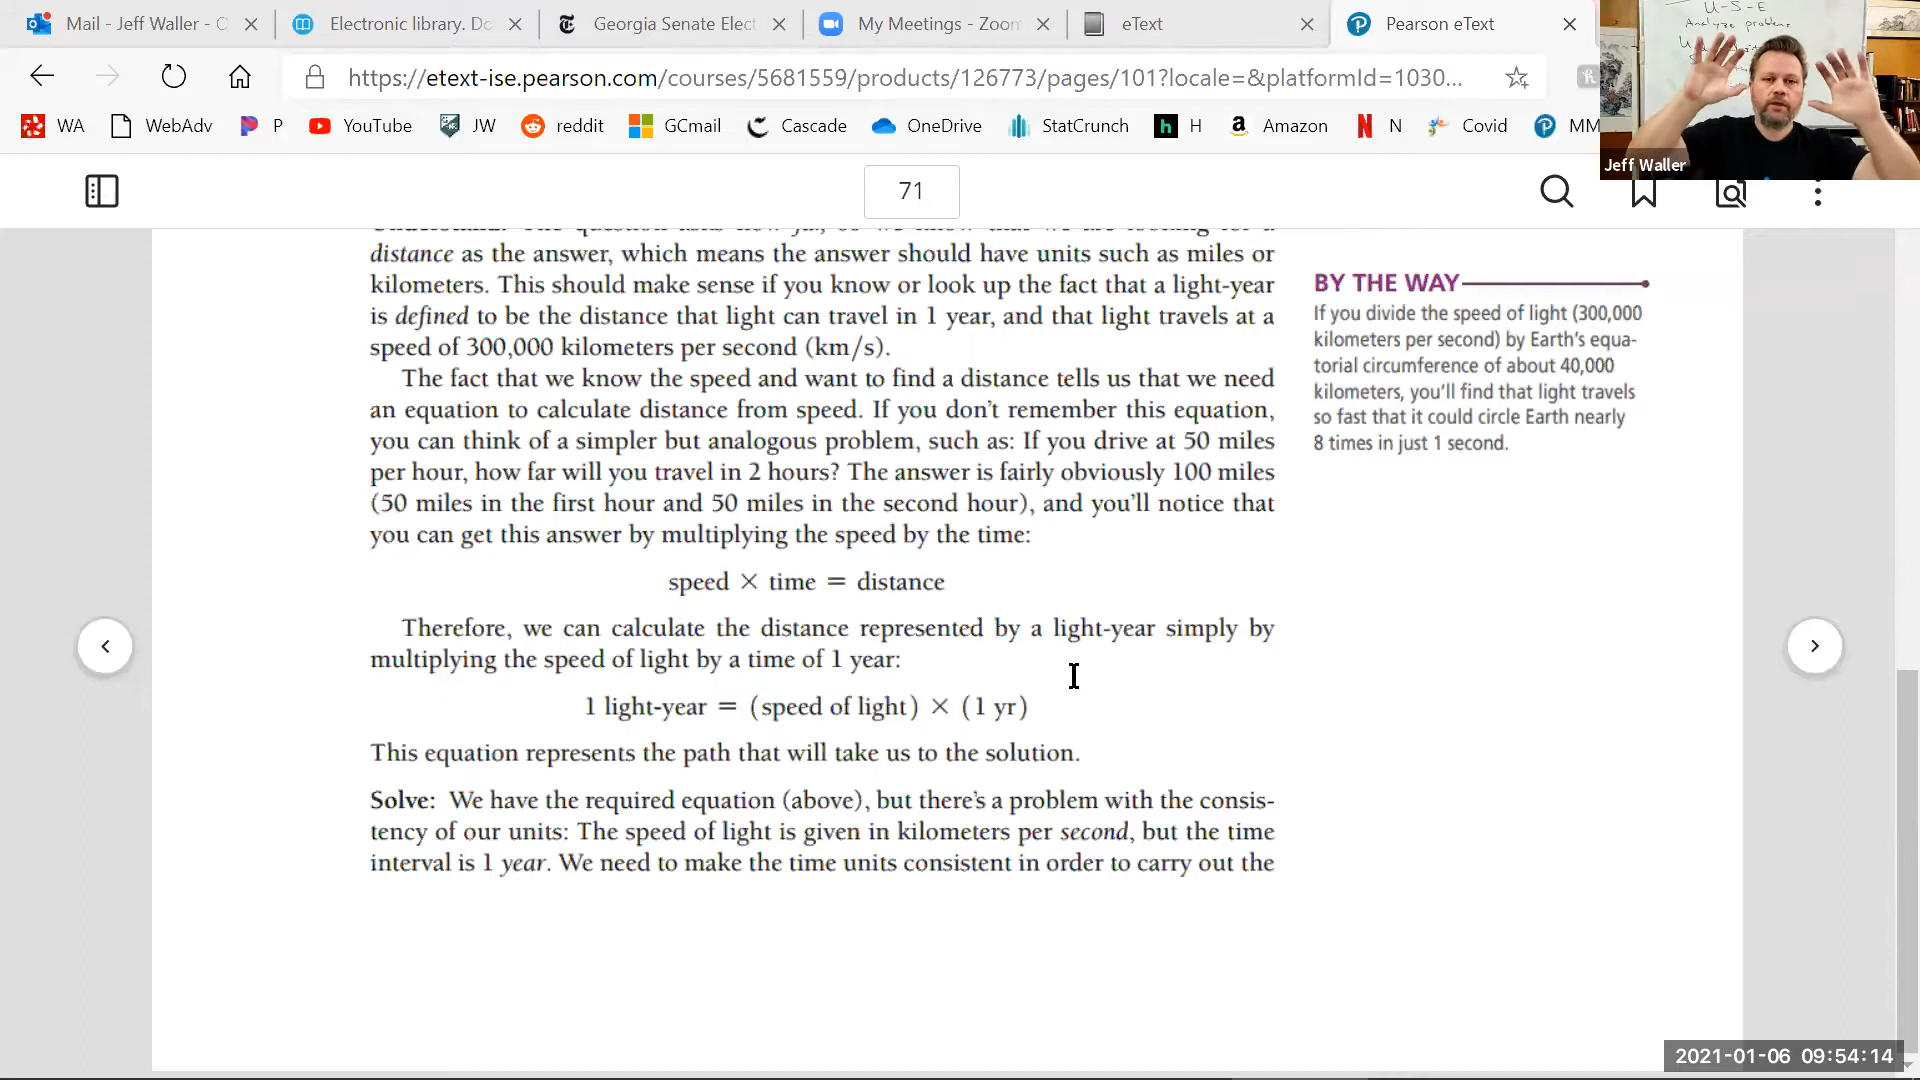 Mail - Jeff Waller - C
Electronic library. Do
Georgia Senate Elect
My Meetings - Zoom
eText
Pearson eText
https://etext-ise.pearson.com/courses/5681559/products/126773/pages/101?locale=&platformId=1030...
WA
WebAdv
P
YouTube
JW
reddit
GCmail
Cascade
OneDrive
StatCrunch
h H
Amazon
N
Covid
MM
U-S-E
Analyze problem
Jeff Waller
71
distance as the answer, which means the answer should have units such as miles or
kilometers. This should make sense if you know or look up the fact that a light-year
is defined to be the distance that light can travel in 1 year, and that light travels at a
speed of 300,000 kilometers per second (km/s).
The fact that we know the speed and want to find a distance tells us that we need
an equation to calculate distance from speed. If you don't remember this equation,
you can think of a simpler but analogous problem, such as: If you drive at 50 miles
per hour, how far will you travel in 2 hours? The answer is fairly obviously 100 miles
(50 miles in the first hour and 50 miles in the second hour), and you'll notice that
you can get this answer by multiplying the speed by the time:
speed × time = distance
Therefore, we can calculate the distance represented by a light-year simply by
multiplying the speed of light by a time of 1 year:
1 light-year = (speed of light) × (1 yr)
This equation represents the path that will take us to the solution.
Solve: We have the required equation (above), but there's a problem with the consis-
tency of our units: The speed of light is given in kilometers per second, but the time
interval is 1 year. We need to make the time units consistent in order to carry out the
BY THE WAY
If you divide the speed of light (300,000
kilometers per second) by Earth's equa-
torial circumference of about 40,000
kilometers, you'll find that light travels
so fast that it could circle Earth nearly
8 times in just 1 second.
2021-01-06 09:54:14